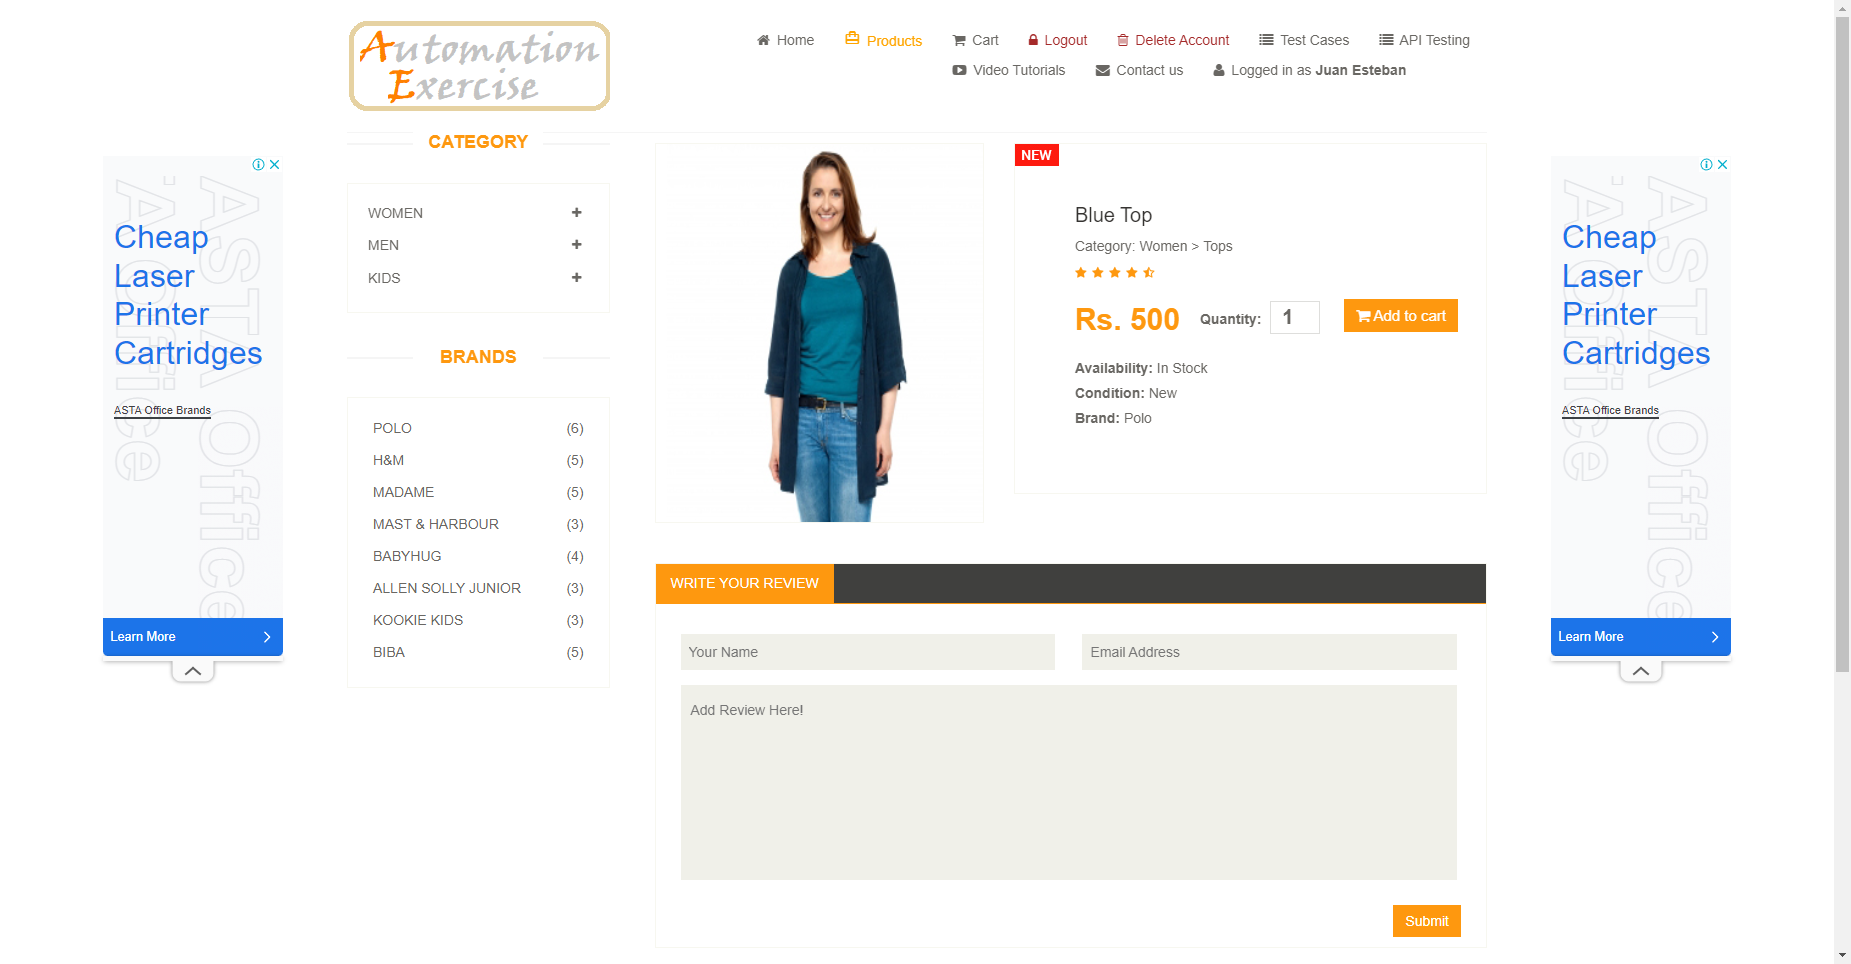 Automation
Exercise
Home
Products
Cart
Logout
Delete Account
Test Cases
API Testing
Video Tutorials
Contact us
Logged in as Juan Esteban
CATEGORY
WOMEN
MEN
KIDS
BRANDS
POLO (6)
H&M (5)
MADAME (5)
MAST & HARBOUR (3)
BABYHUG (4)
ALLEN SOLLY JUNIOR (3)
KOOKIE KIDS (3)
BIBA (5)
NEW
Blue Top
Category: Women > Tops
Rs. 500
Quantity: 1
Add to cart
Availability: In Stock
Condition: New
Brand: Polo
WRITE YOUR REVIEW
Your Name
Email Address
Add Review Here!
Submit
ASTA Office
Cheap
Laser
Printer
Cartridges
ASTA Office Brands
Learn More
ASTA Office
Cheap
Laser
Printer
Cartridges
ASTA Office Brands
Learn More